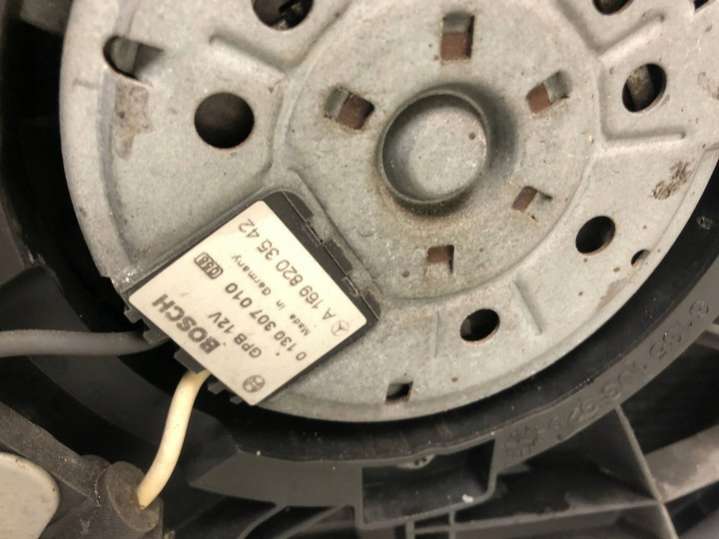 BOSCH
GPB 12V
0 130 307 010
Made in Germany
A 169 820 35 42